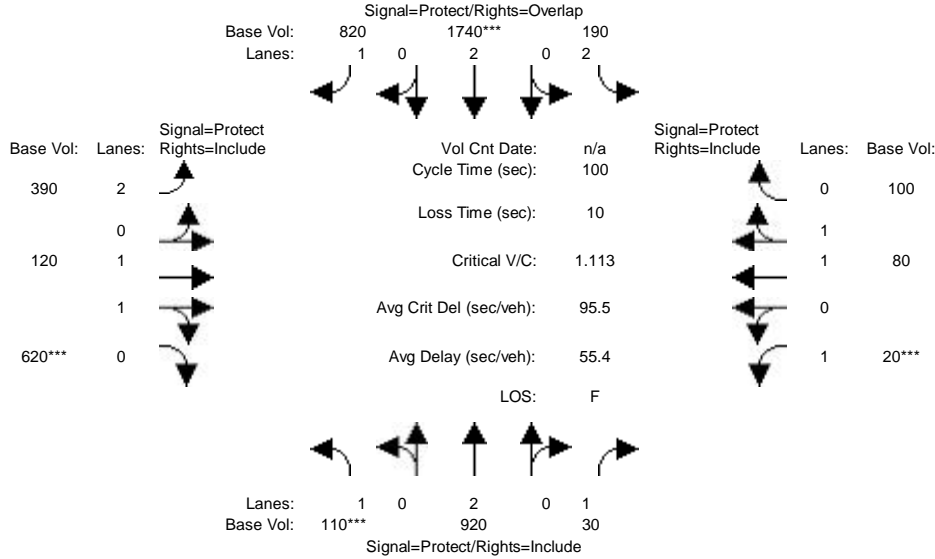 Signal=Protect/Rights=Overlap
Base Vol: 820 1740*** 190
Lanes: 1 0 2 0 2
Signal=Protect Signal=Protect
Base Vol: Lanes: Rights=Include Vol Cnt Date: n/a Rights=Include Lanes: Base Vol:
Cycle Time (sec): 100
390 2 0 100
Loss Time (sec): 10
0 1
120 1 Critical V/C: 1.113 1 80
1 Avg Crit Del (sec/veh): 95.5 0
620*** 0 Avg Delay (sec/veh): 55.4 1 20***
LOS: F
Lanes: 1 0 2 0 1
Base Vol: 110*** 920 30
Signal=Protect/Rights=Include